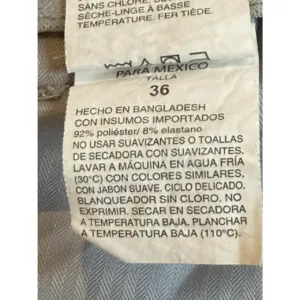 SANS CHLORE.
SÈCHE-LINGE À BASSE
TEMPÉRATURE. FER TIÈDE.
PARA MÉXICO
TALLA
36
HECHO EN BANGLADESH
CON INSUMOS IMPORTADOS
92% poliéster/ 8% elastano
NO USAR SUAVIZANTES O TOALLAS
DE SECADORA CON SUAVIZANTES.
LAVAR A MÁQUINA EN AGUA FRÍA
(30°C) CON COLORES SIMILARES,
CON JABON SUAVE. CICLO DELICADO.
BLANQUEADOR SIN CLORO. NO
EXPRIMIR. SECAR EN SECADORA
A TEMPERATURA BAJA. PLANCHAR
A TEMPERATURA BAJA (110°C).